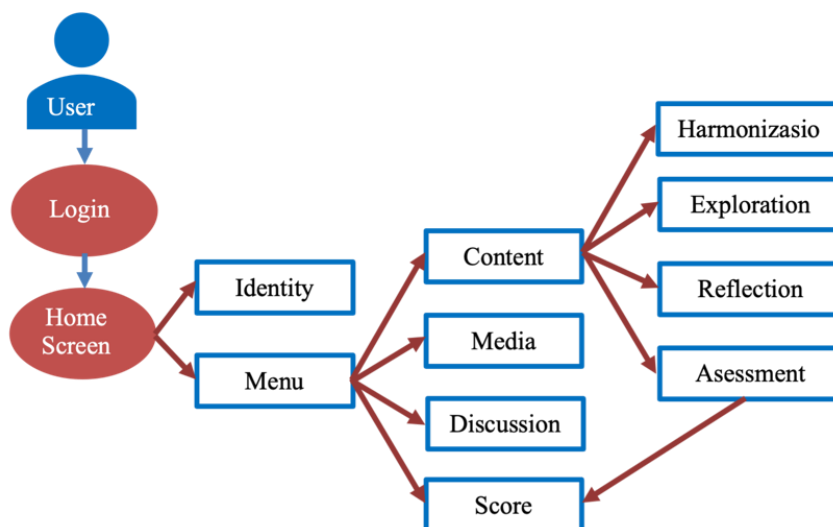 User
Login
Home
Screen
Identity
Menu
Content
Media
Discussion
Score
Harmonizasio
Exploration
Reflection
Asessment